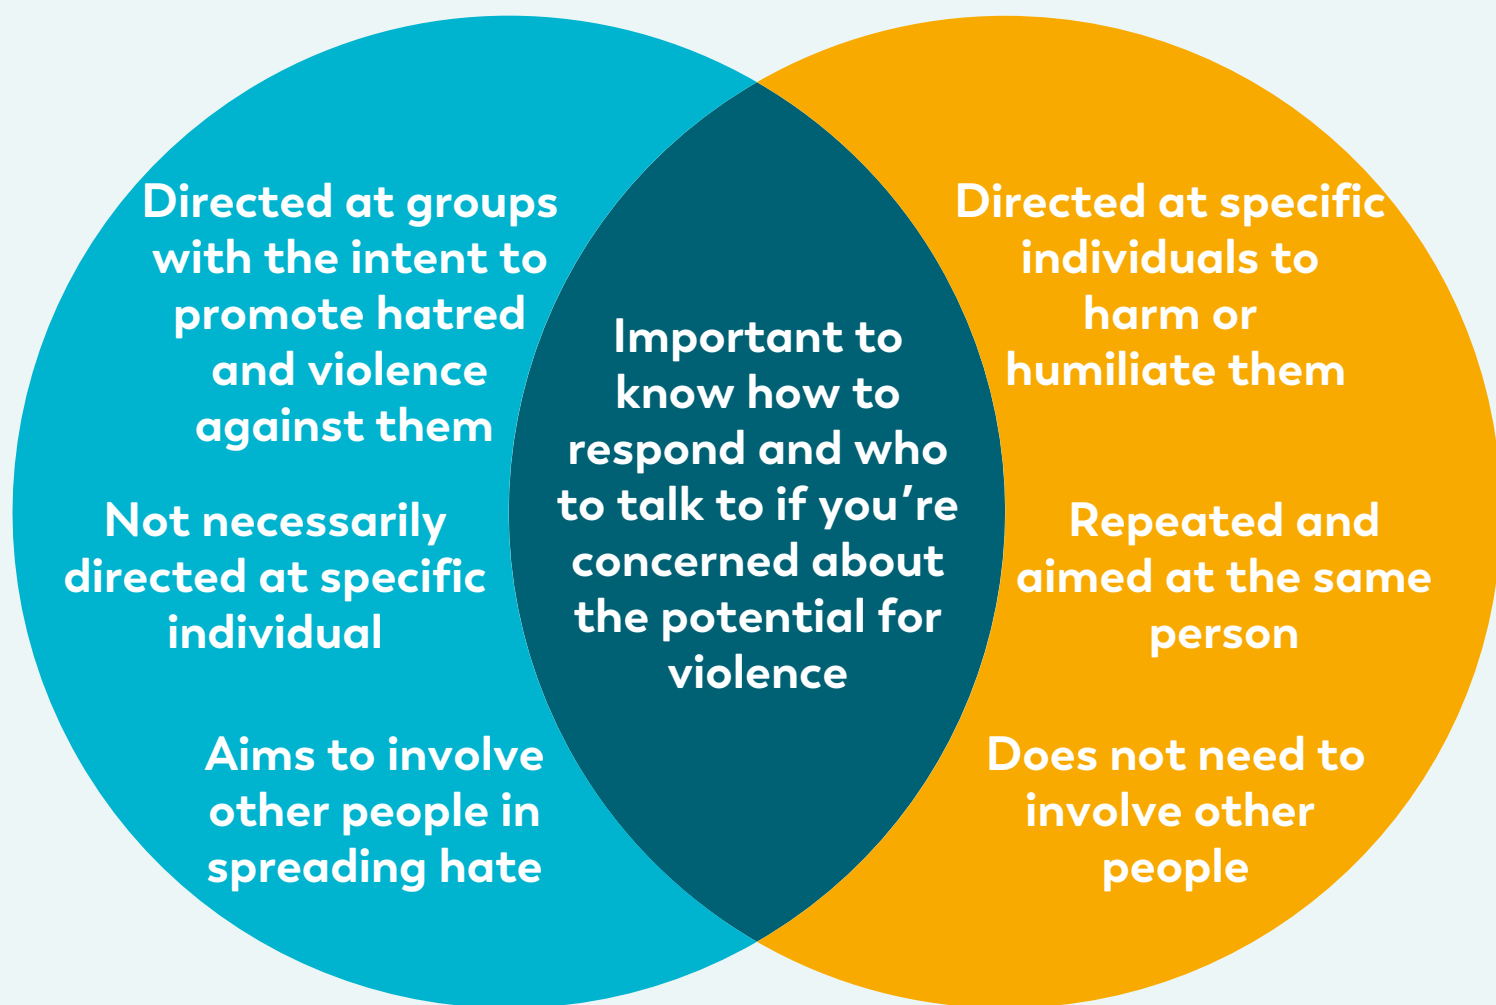 Directed at groups
with the intent to
promote hatred
and violence
against them
Not necessarily
directed at specific
individual
Aims to involve
other people in
spreading hate
Important to
know how to
respond and who
to talk to if you’re
concerned about
the potential for
violence
Directed at specific
individuals to
harm or
humiliate them
Repeated and
aimed at the same
person
Does not need to
involve other
people